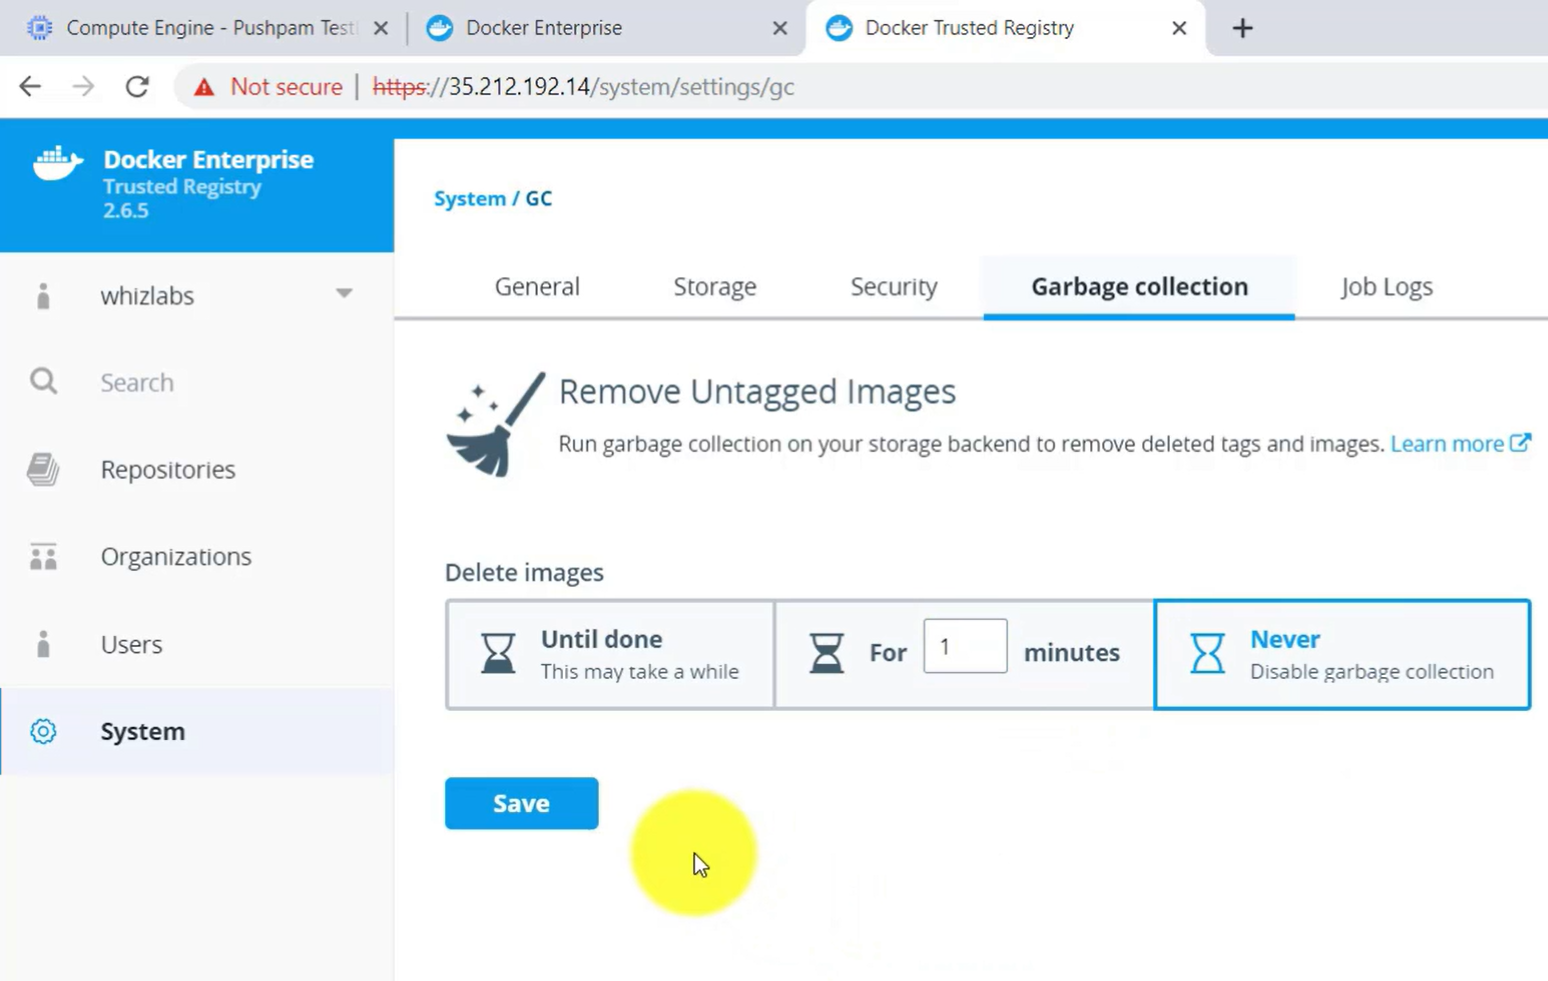 Compute Engine - Pushpam Test
Docker Enterprise
Docker Trusted Registry
Not secure
https://35.212.192.14/system/settings/gc
Docker Enterprise
Trusted Registry
2.6.5
whizlabs
Search
Repositories
Organizations
Users
System
System / GC
General Storage Security Garbage collection Job Logs
Remove Untagged Images
Run garbage collection on your storage backend to remove deleted tags and images. Learn more
Delete images
Until done
This may take a while
For 1 minutes
Never
Disable garbage collection
Save